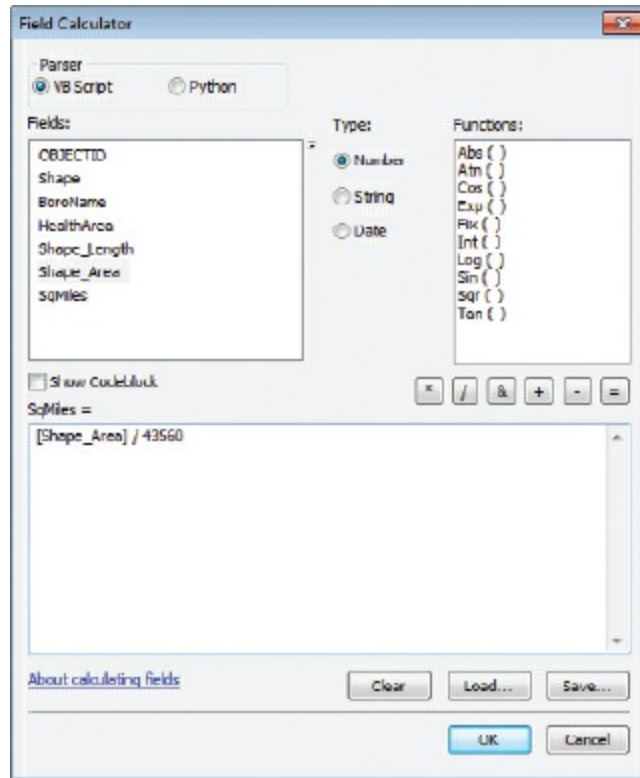 Field Calculator
Parser
VB Script
Python
Fields:
Type:
Functions:
OBJECTID
Shape
BoroName
HealthArea
Shape_Length
Shape_Area
SqMiles
Number
String
Date
Abs ( )
Atn ( )
Cos ( )
Exp ( )
Fix ( )
Int ( )
Log ( )
Sin ( )
Sqr ( )
Tan ( )
Show Codeblock
* / & + - =
SqMiles =
[Shape_Area] / 43560
About calculating fields
Clear
Load...
Save...
OK
Cancel